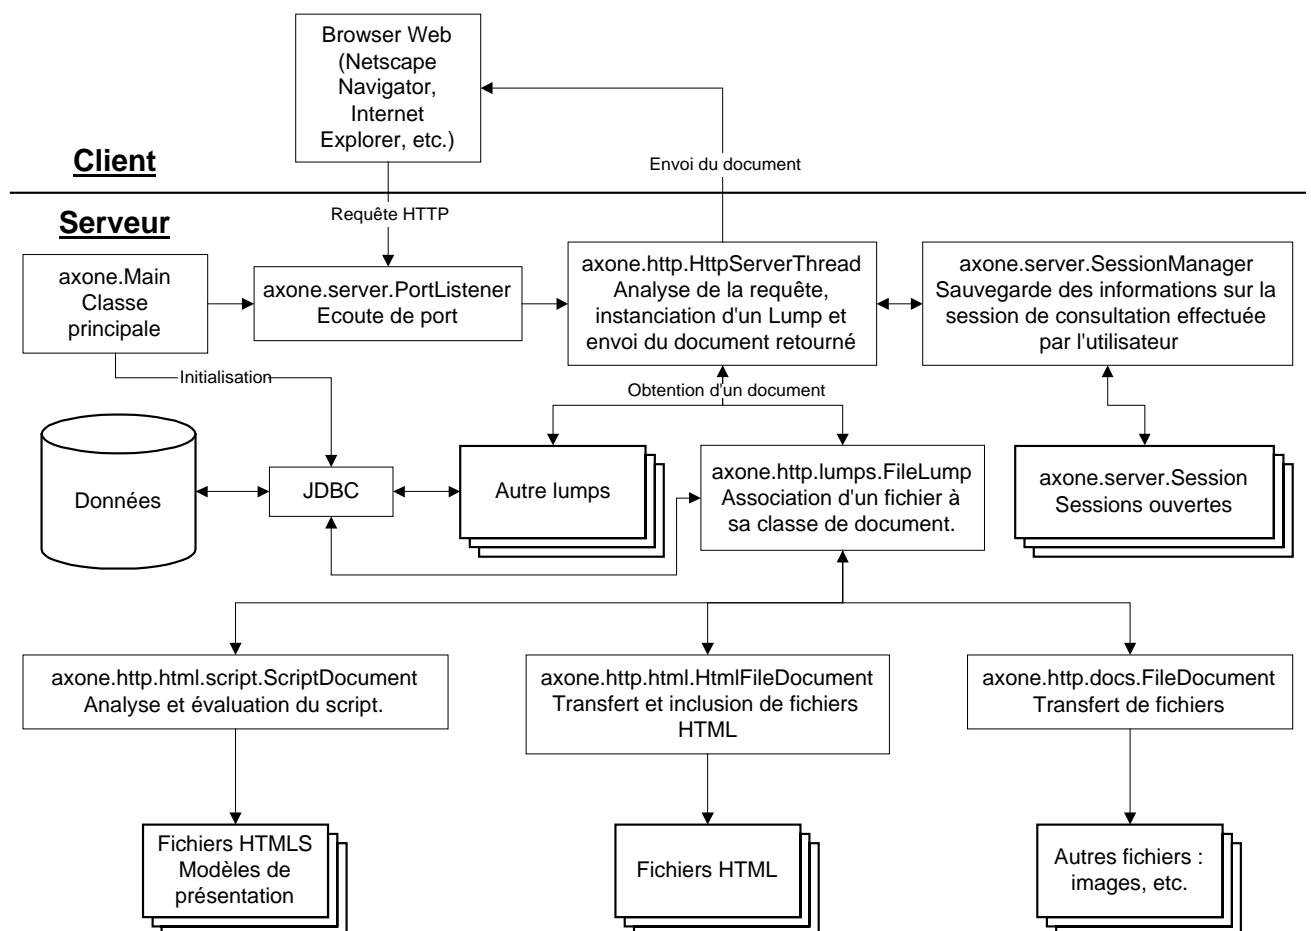 Browser Web
(Netscape
Navigator,
Internet
Explorer, etc.)
Client
Envoi du document
Serveur
Requête HTTP
axone.Main
Classe
principale
axone.server.PortListener
Ecoute de port
axone.http.HttpServerThread
Analyse de la requête,
instanciation d'un Lump et
envoi du document retourné
axone.server.SessionManager
Sauvegarde des informations sur la
session de consultation effectuée
par l'utilisateur
Initialisation
Obtention d'un document
Données
JDBC
Autre lumps
axone.http.lumps.FileLump
Association d'un fichier à
sa classe de document.
axone.server.Session
Sessions ouvertes
axone.http.html.script.ScriptDocument
Analyse et évaluation du script.
axone.http.html.HtmlFileDocument
Transfert et inclusion de fichiers
HTML
axone.http.docs.FileDocument
Transfert de fichiers
Fichiers HTMLS
Modèles de
présentation
Fichiers HTML
Autres fichiers :
images, etc.